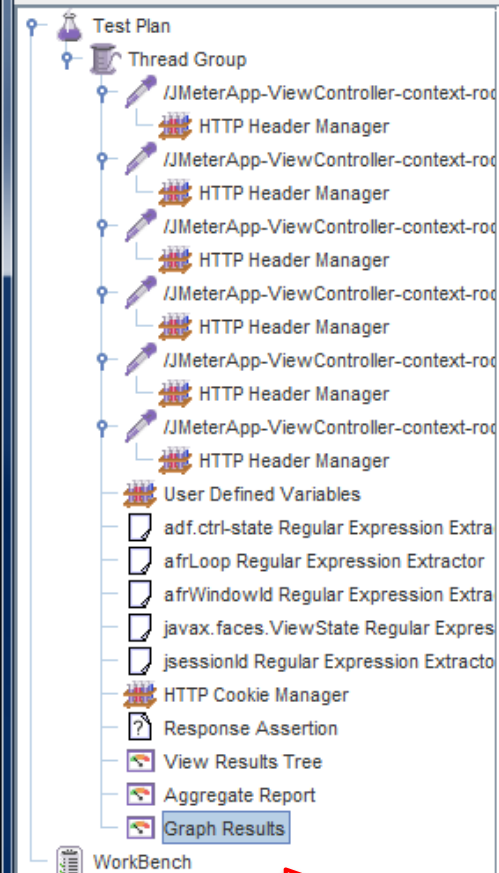 Test Plan
Thread Group
/JMeterApp-ViewController-context-roo
HTTP Header Manager
/JMeterApp-ViewController-context-roo
HTTP Header Manager
/JMeterApp-ViewController-context-roo
HTTP Header Manager
/JMeterApp-ViewController-context-roo
HTTP Header Manager
/JMeterApp-ViewController-context-roo
HTTP Header Manager
/JMeterApp-ViewController-context-roo
HTTP Header Manager
User Defined Variables
adf.ctrl-state Regular Expression Extra
afrLoop Regular Expression Extractor
afrWindowId Regular Expression Extra
javax.faces.ViewState Regular Expres
jsessionId Regular Expression Extracto
HTTP Cookie Manager
Response Assertion
View Results Tree
Aggregate Report
Graph Results
WorkBench